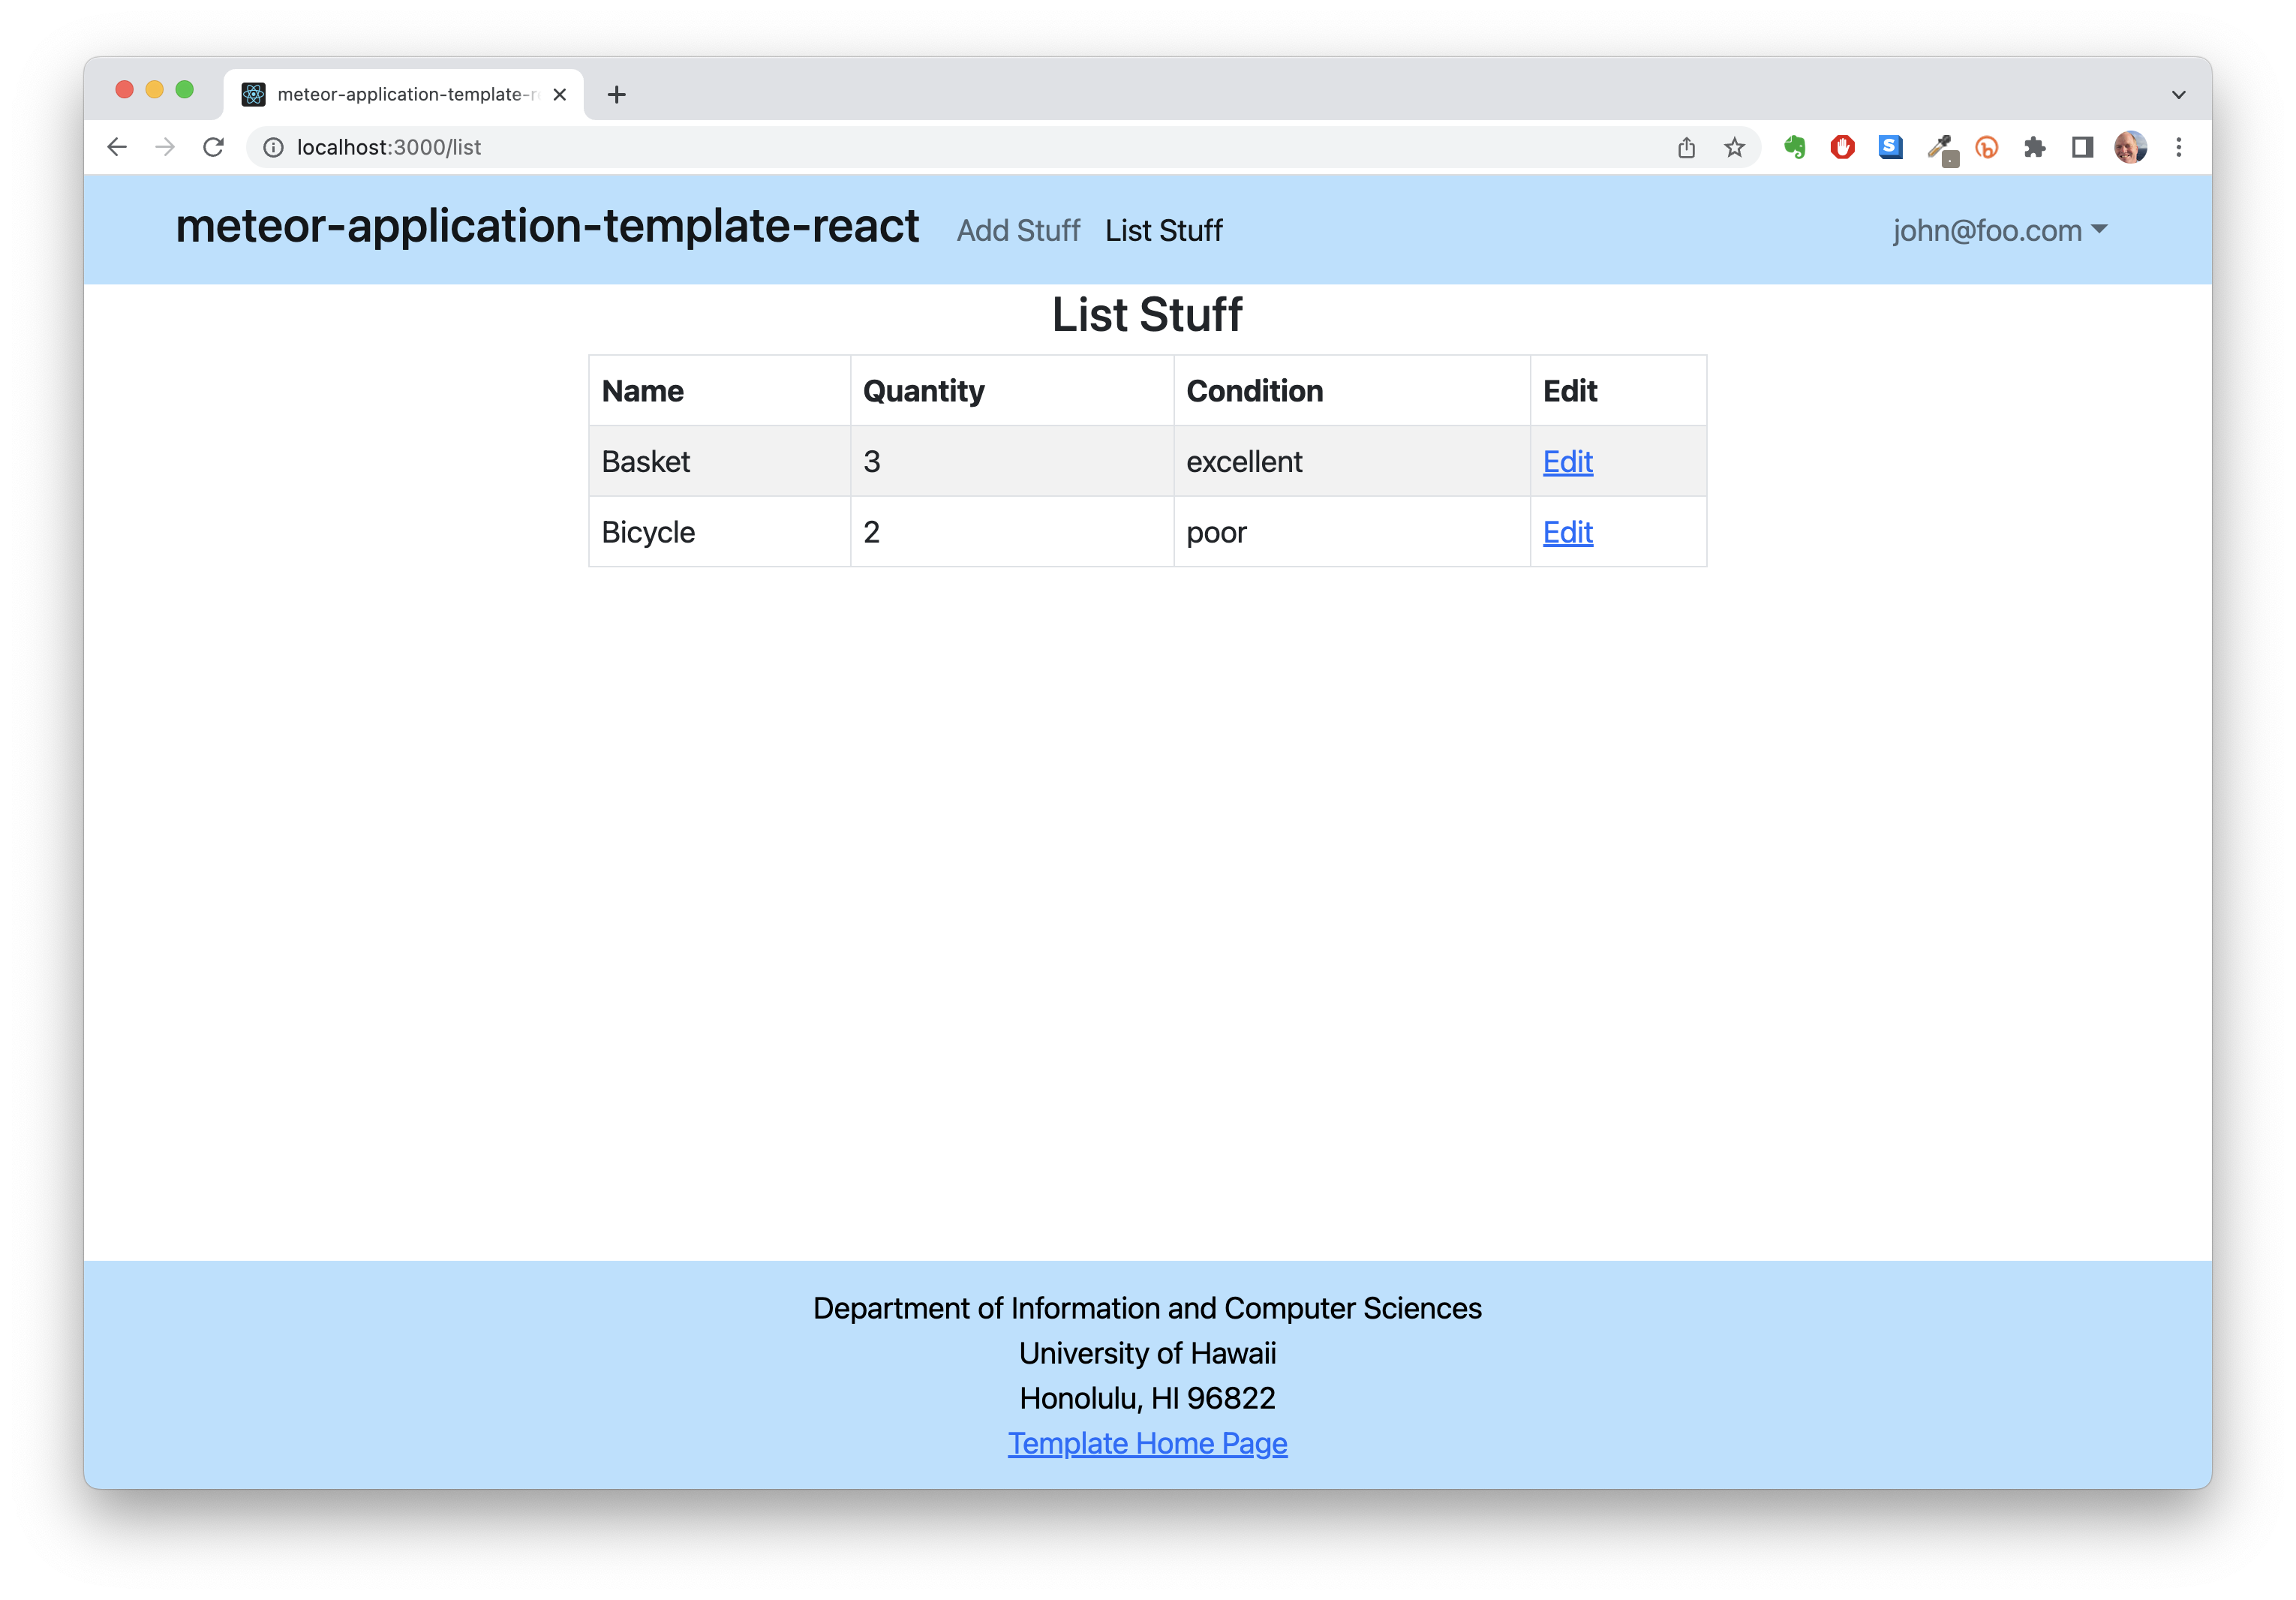 meteor-application-template-r
localhost:3000/list
meteor-application-template-react Add Stuff List Stuff john@foo.com
List Stuff
Name Quantity Condition Edit
Basket 3 excellent Edit
Bicycle 2 poor Edit
Department of Information and Computer Sciences
University of Hawaii
Honolulu, HI 96822
Template Home Page